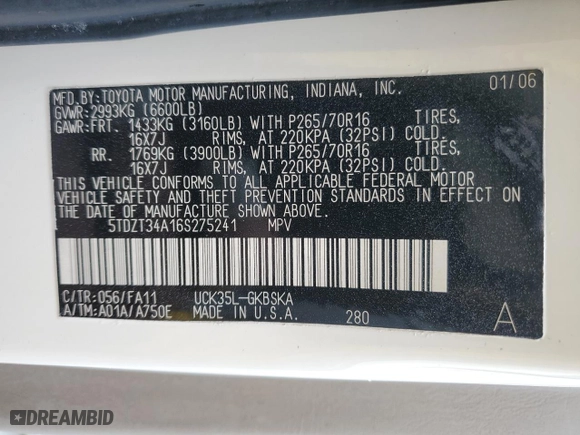 MFD.BY:TOYOTA MOTOR MANUFACTURING, INDIANA, INC. 01/06
GVWR:2993KG (6600LB)
GAWR:FRT. 1433KG (3160LB) WITH P265/70R16 TIRES,
16X7J RIMS, AT 220KPA (32PSI) COLD.
RR. 1769KG (3900LB) WITH P265/70R16 TIRES,
16X7J RIMS, AT 220KPA (32PSI) COLD.
THIS VEHICLE CONFORMS TO ALL APPLICABLE FEDERAL MOTOR
VEHICLE SAFETY AND THEFT PREVENTION STANDARDS IN EFFECT ON
THE DATE OF MANUFACTURE SHOWN ABOVE.
5TDZT34A16S275241 MPV
C/TR:056/FA11 UCK35L-GKBSKA
A/TM:A01A/A750E MADE IN U.S.A. 280 A
DREAMBID